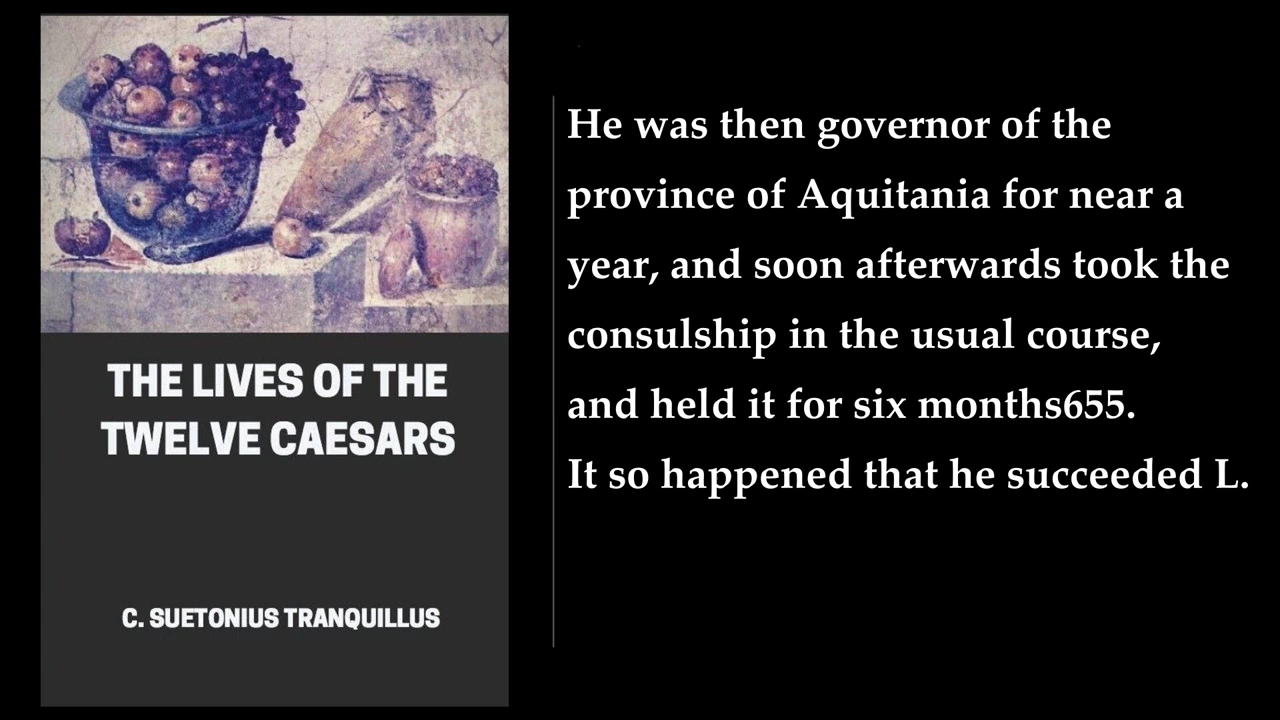 THE LIVES OF THE
TWELVE CAESARS
C. SUETONIUS TRANQUILLUS
He was then governor of the
province of Aquitania for near a
year, and soon afterwards took the
consulship in the usual course,
and held it for six months655.
It so happened that he succeeded L.